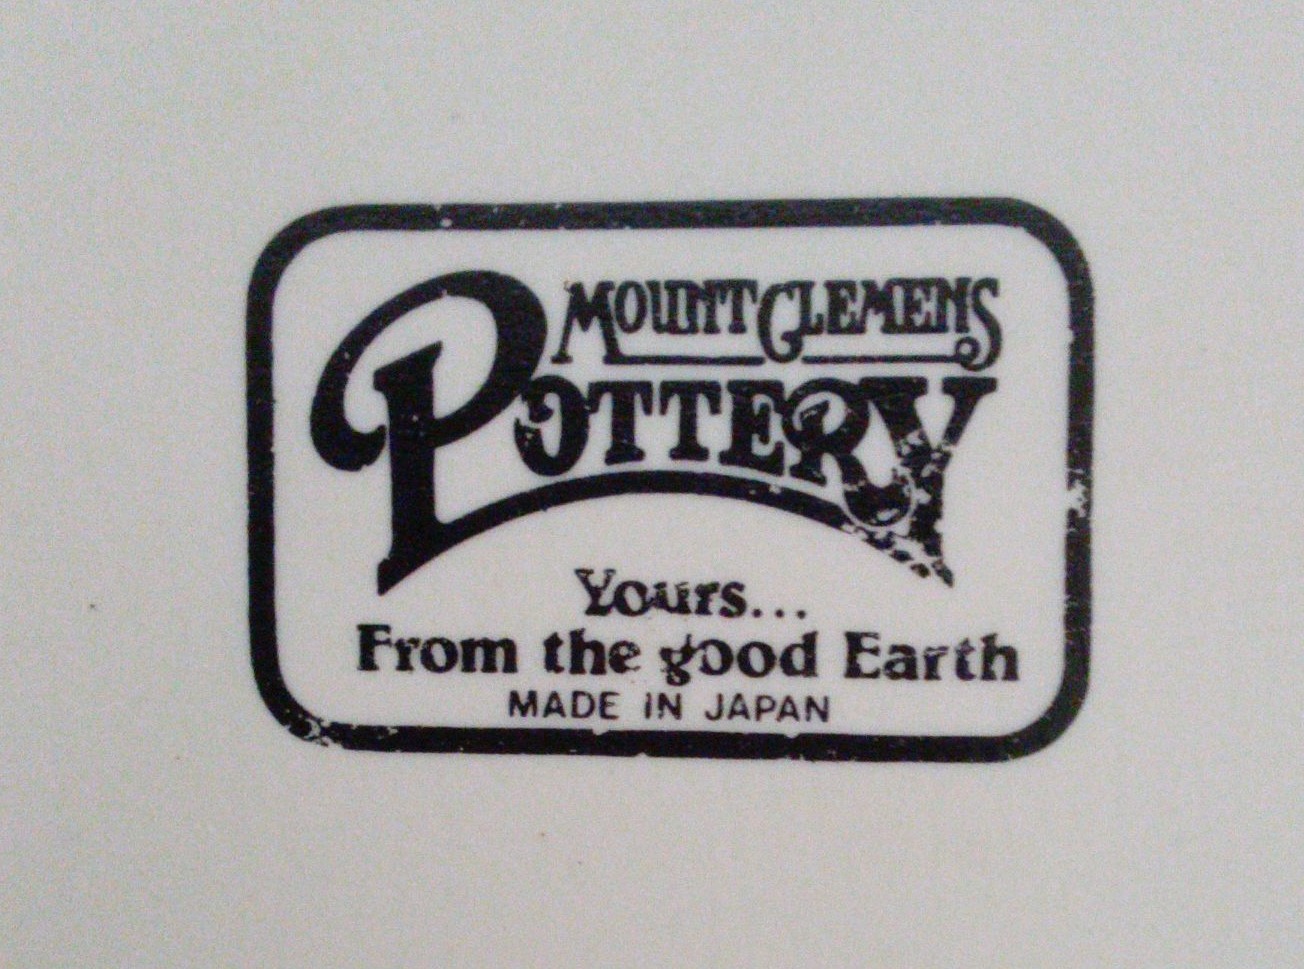 MOUNT CLEMENS
POTTERY
Yours...
From the good Earth
MADE IN JAPAN